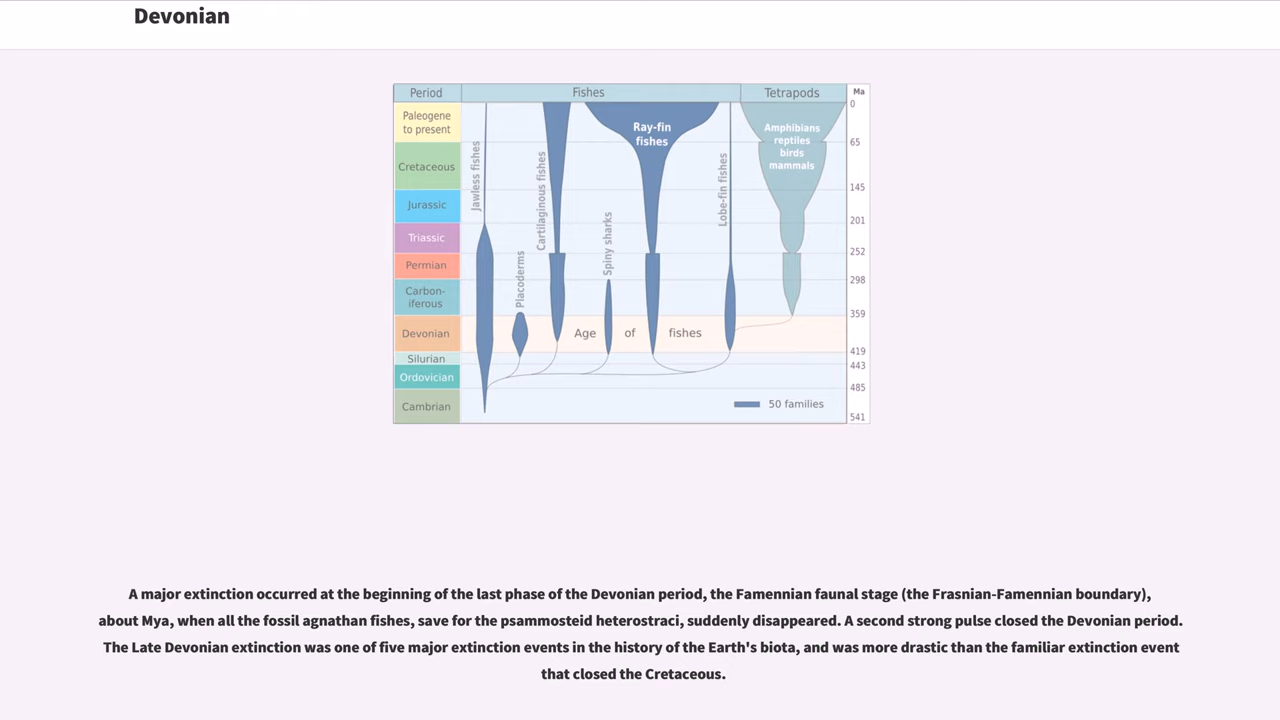 Devonian
Period Fishes Tetrapods Ma
0
Paleogene
to present
Ray-fin
fishes
Amphibians
reptiles
birds
mammals
65
Cretaceous
Jawless fishes
Cartilaginous fishes
Lobe-fin fishes
145
Jurassic
201
Triassic
Spiny sharks
252
Permian
Placoderms
298
Carbon-
iferous
359
Devonian
Age of fishes
419
Silurian
443
Ordovician
485
Cambrian
50 families
541
A major extinction occurred at the beginning of the last phase of the Devonian period, the Famennian faunal stage (the Frasnian-Famennian boundary),
about Mya, when all the fossil agnathan fishes, save for the psammosteid heterostraci, suddenly disappeared. A second strong pulse closed the Devonian period.
The Late Devonian extinction was one of five major extinction events in the history of the Earth's biota, and was more drastic than the familiar extinction event
that closed the Cretaceous.